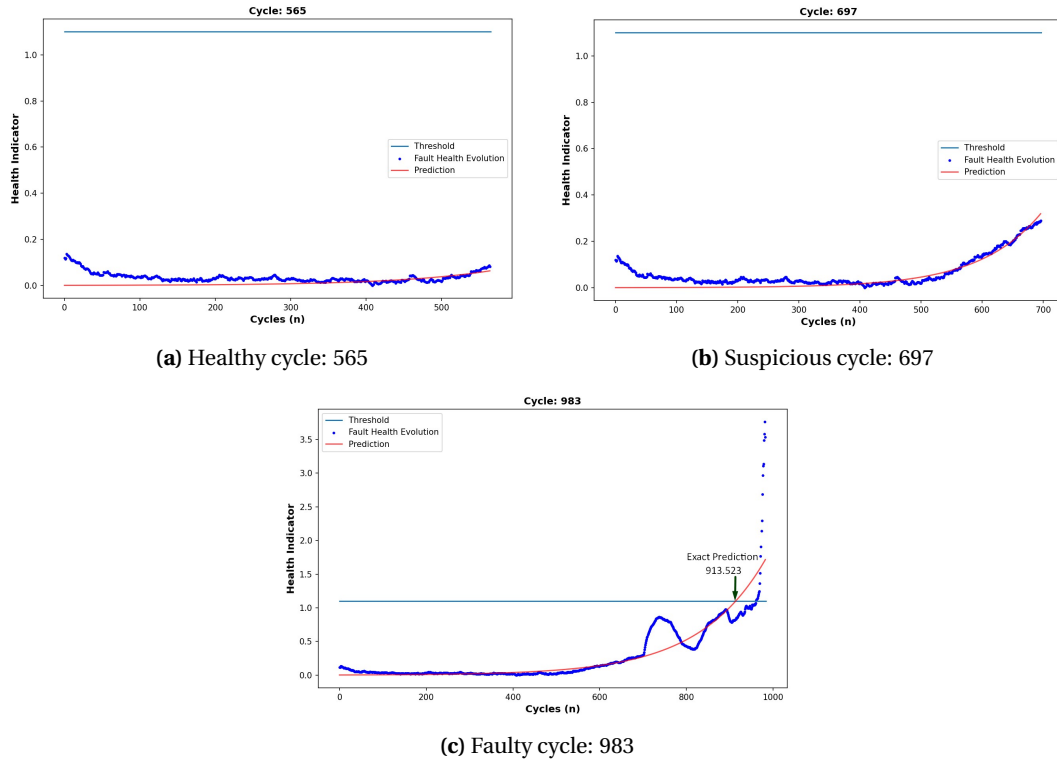 Cycle: 565
1.0
0.8
0.6
0.4
0.2
0.0
Health Indicator
Threshold
Fault Health Evolution
Prediction
0 100 200 300 400 500
Cycles (n)
(a) Healthy cycle: 565
Cycle: 697
1.0
0.8
0.6
0.4
0.2
0.0
Health Indicator
Threshold
Fault Health Evolution
Prediction
0 100 200 300 400 500 600 700
Cycles (n)
(b) Suspicious cycle: 697
Cycle: 983
Threshold
Fault Health Evolution
Prediction
3.5
3.0
2.5
2.0
1.5
1.0
0.5
0.0
Health Indicator
Exact Prediction
913.523
0 200 400 600 800 1000
Cycles (n)
(c) Faulty cycle: 983